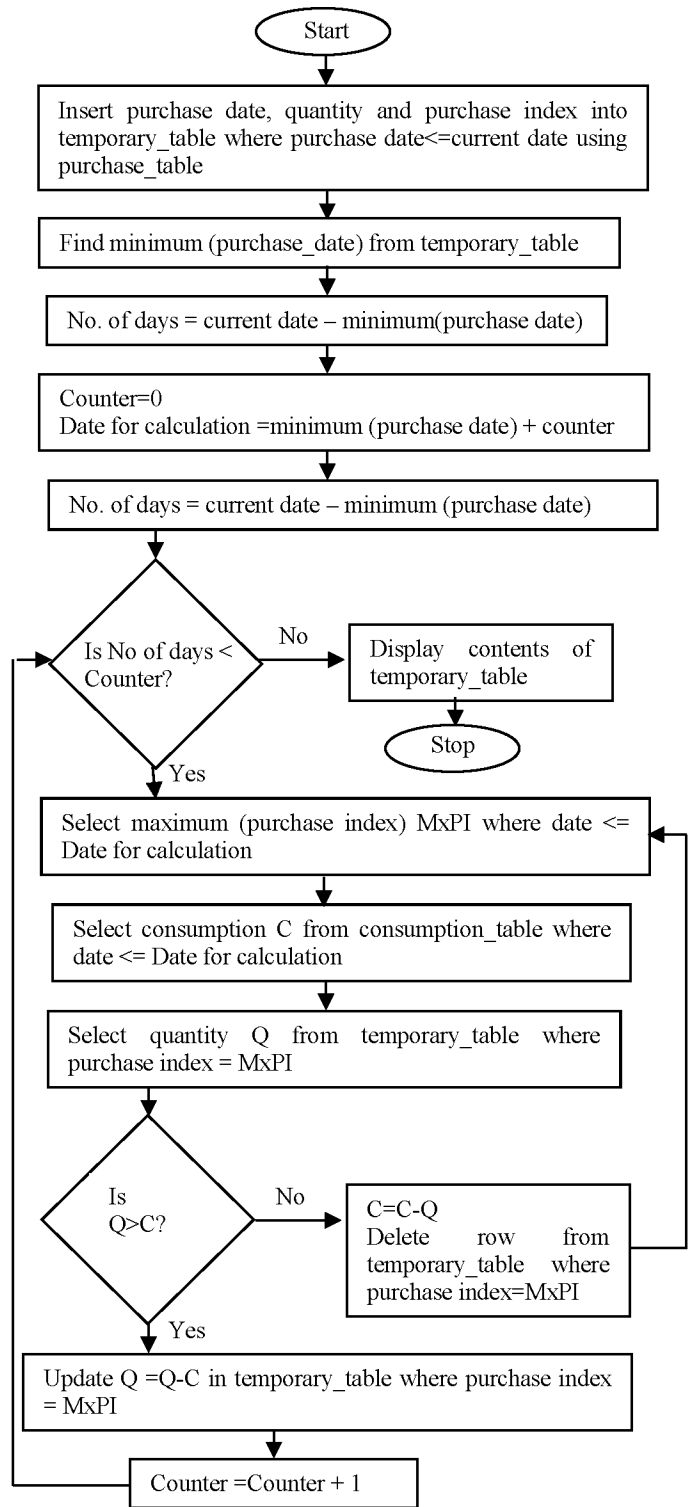 Start
Insert purchase date, quantity and purchase index into
temporary_table where purchase date<=current date using
purchase_table
Find minimum (purchase_date) from temporary_table
No. of days = current date – minimum(purchase date)
Counter=0
Date for calculation =minimum (purchase date) + counter
No. of days = current date – minimum (purchase date)
Is No of days <
Counter?
No
Display contents of
temporary_table
Stop
Yes
Select maximum (purchase index) MxPI where date <=
Date for calculation
Select consumption C from consumption_table where
date <= Date for calculation
Select quantity Q from temporary_table where
purchase index = MxPI
Is
Q>C?
No
C=C-Q
Delete row from
temporary_table where
purchase index=MxPI
Yes
Update Q =Q-C in temporary_table where purchase index
= MxPI
Counter =Counter + 1